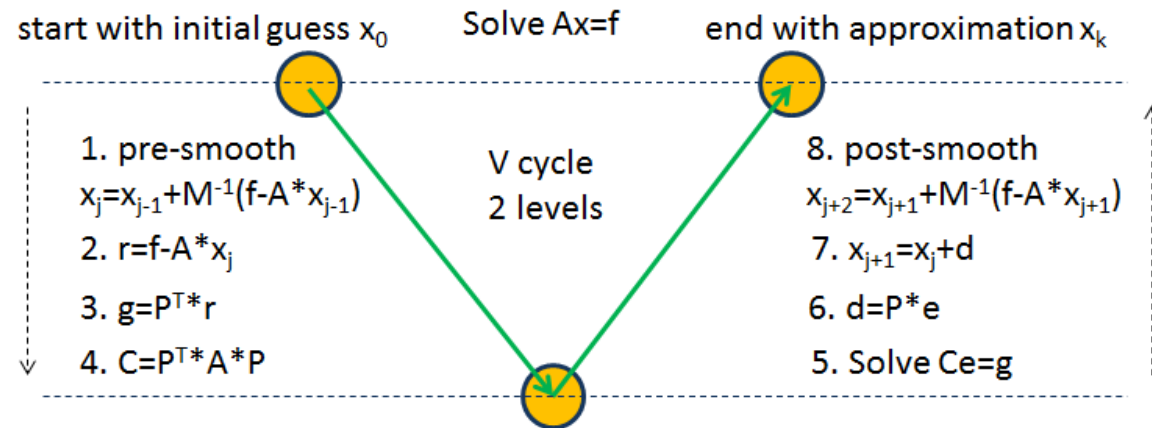 start with initial guess x₀
Solve Ax=f
end with approximation xₖ
1. pre-smooth
xⱼ=xⱼ₋₁+M⁻¹(f-A*xⱼ₋₁)
2. r=f-A*xⱼ
3. g=Pᵀ*r
4. C=Pᵀ*A*P
V cycle
2 levels
8. post-smooth
xⱼ₊₂=xⱼ₊₁+M⁻¹(f-A*xⱼ₊₁)
7. xⱼ₊₁=xⱼ+d
6. d=P*e
5. Solve Ce=g